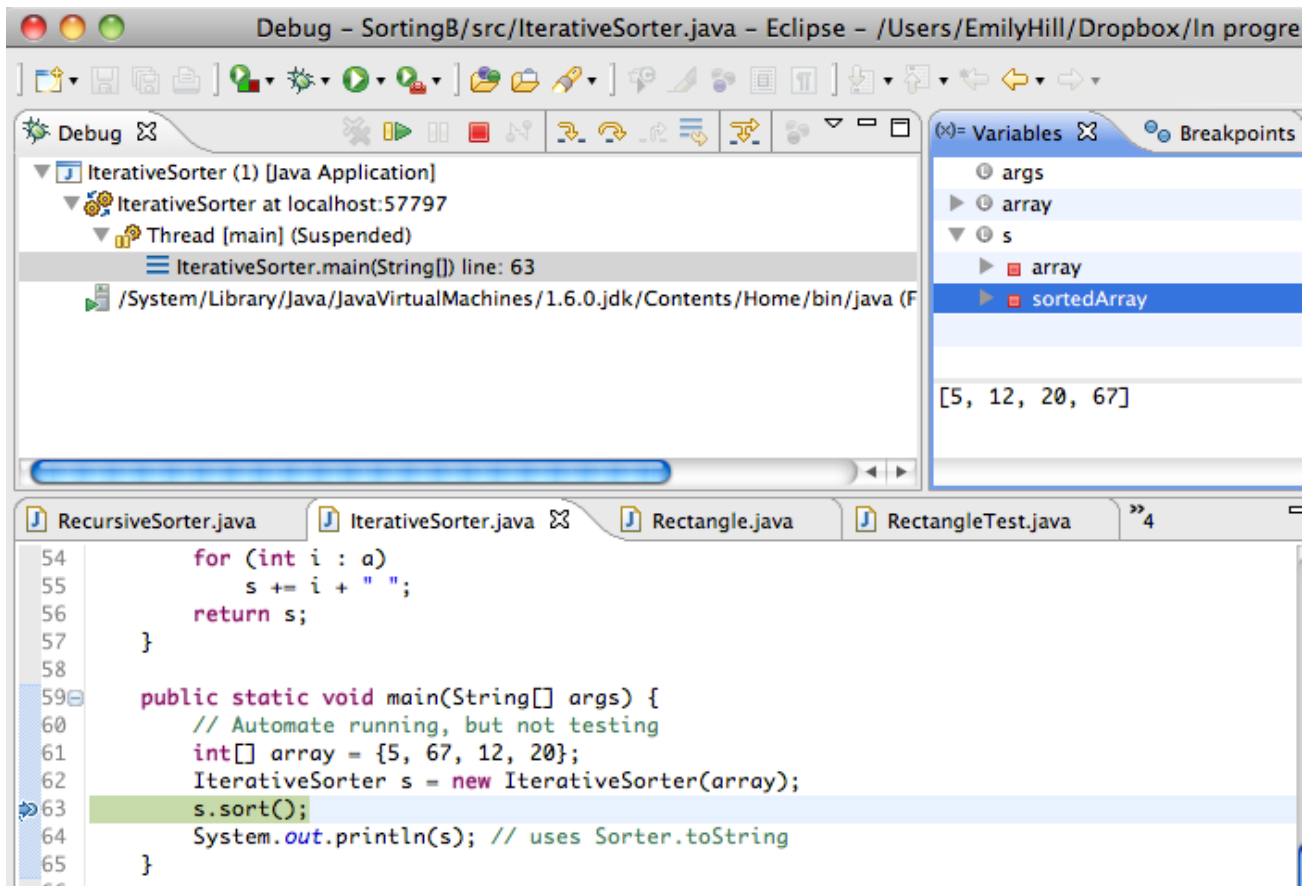 Debug – SortingB/src/IterativeSorter.java – Eclipse – /Users/EmilyHill/Dropbox/In progre
Debug
IterativeSorter (1) [Java Application]
IterativeSorter at localhost:57797
Thread [main] (Suspended)
IterativeSorter.main(String[]) line: 63
/System/Library/Java/JavaVirtualMachines/1.6.0.jdk/Contents/Home/bin/java (F
(x)= Variables Breakpoints
args
array
s
array
sortedArray
[5, 12, 20, 67]
RecursiveSorter.java IterativeSorter.java Rectangle.java RectangleTest.java »4
54 for (int i : a)
55 s += i + " ";
56 return s;
57 }
58
59 public static void main(String[] args) {
60 // Automate running, but not testing
61 int[] array = {5, 67, 12, 20};
62 IterativeSorter s = new IterativeSorter(array);
63 s.sort();
64 System.out.println(s); // uses Sorter.toString
65 }